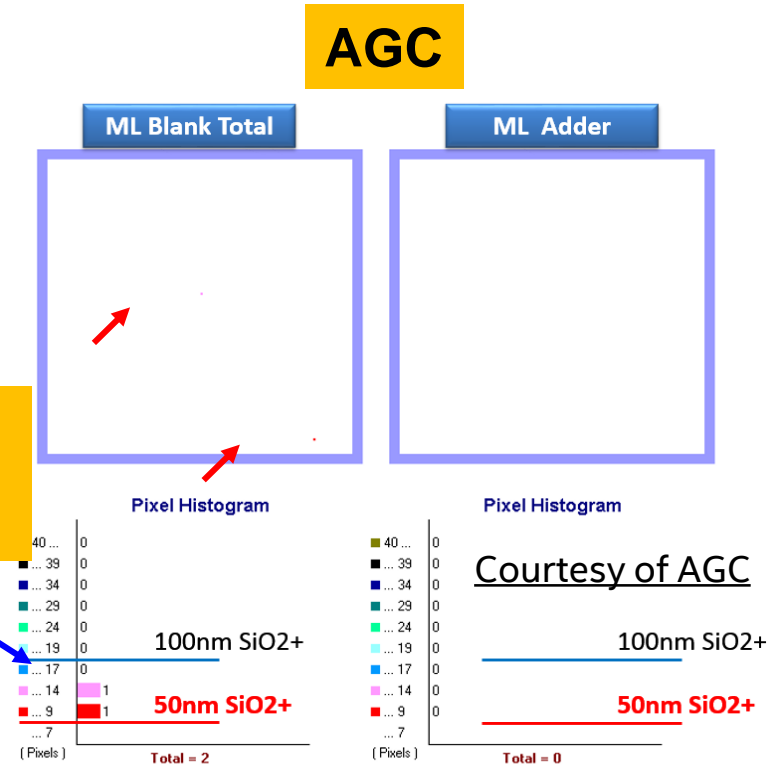 AGC
ML Blank Total
ML Adder
Pixel Histogram
40 ... 0
... 39 0
... 34 0
... 29 0
... 24 0
... 19 0
100nm SiO2+
... 17 0
... 14 1
... 9 1
50nm SiO2+
... 7
( Pixels )
Total = 2
Pixel Histogram
40 ... 0
... 39 0
Courtesy of AGC
... 34 0
... 29 0
... 24 0
... 19 0
100nm SiO2+
... 17 0
... 14 0
... 9 0
50nm SiO2+
... 7
( Pixels )
Total = 0